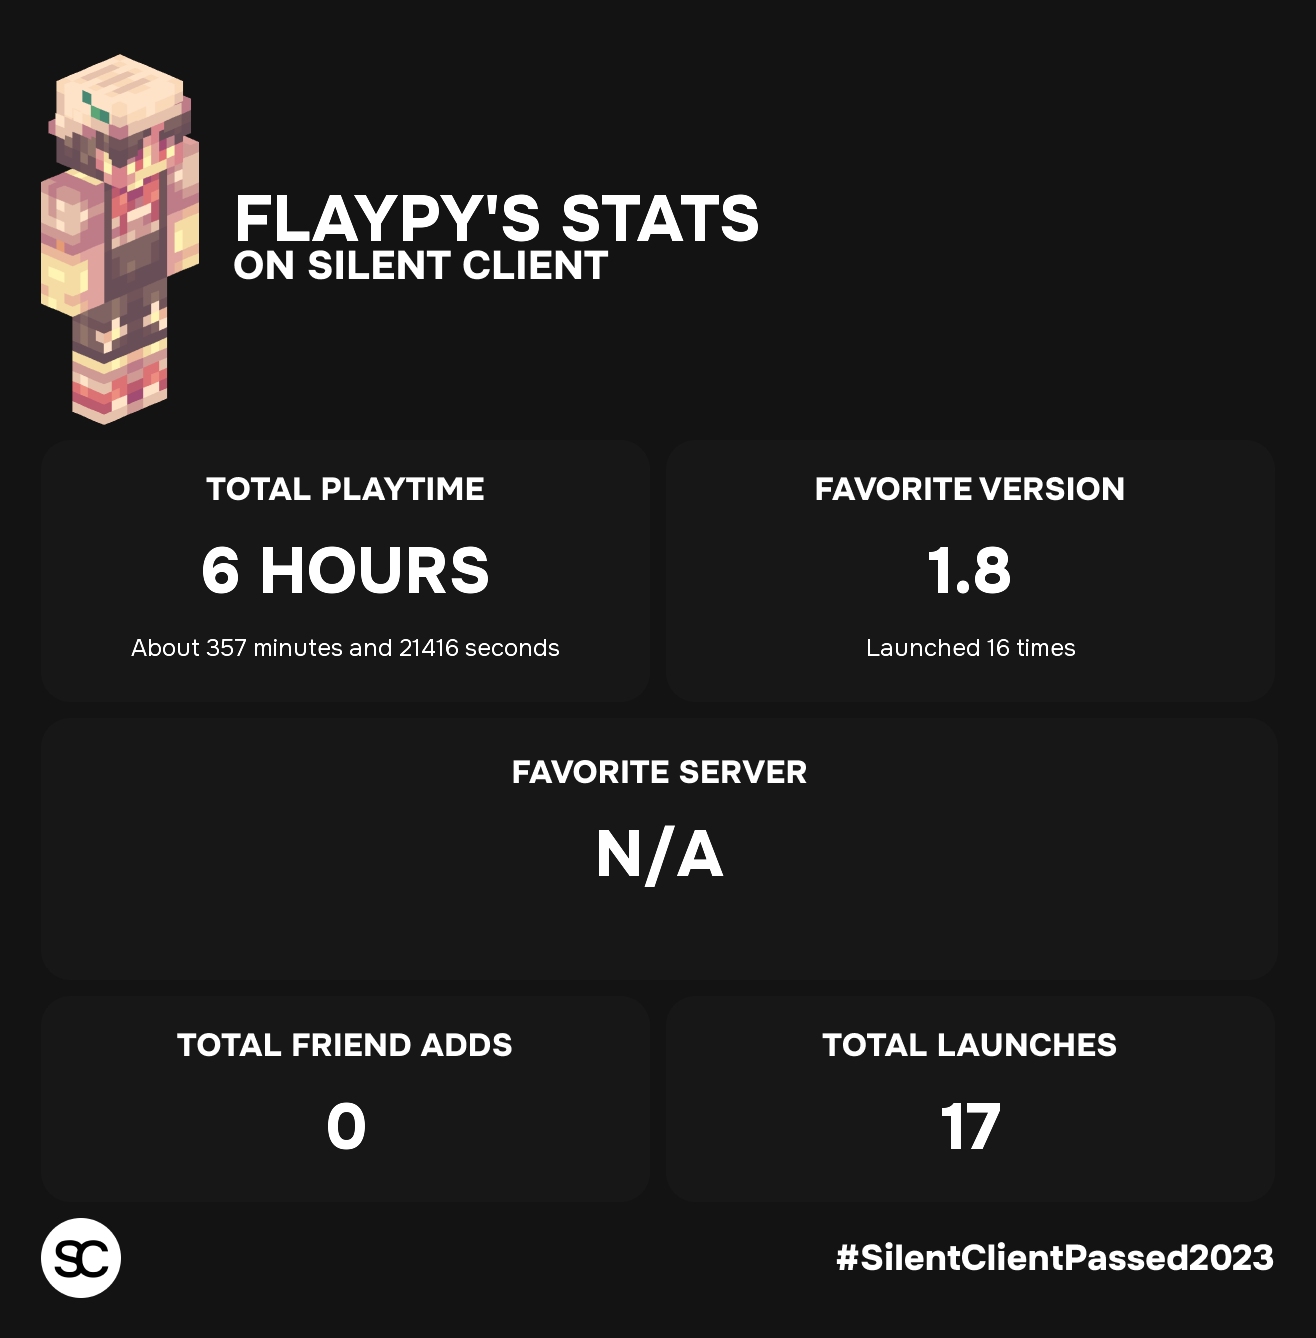 FLAYPY'S STATS
ON SILENT CLIENT
TOTAL PLAYTIME
6 HOURS
About 357 minutes and 21416 seconds
FAVORITE VERSION
1.8
Launched 16 times
FAVORITE SERVER
N/A
TOTAL FRIEND ADDS
0
TOTAL LAUNCHES
17
SC
#SilentClientPassed2023